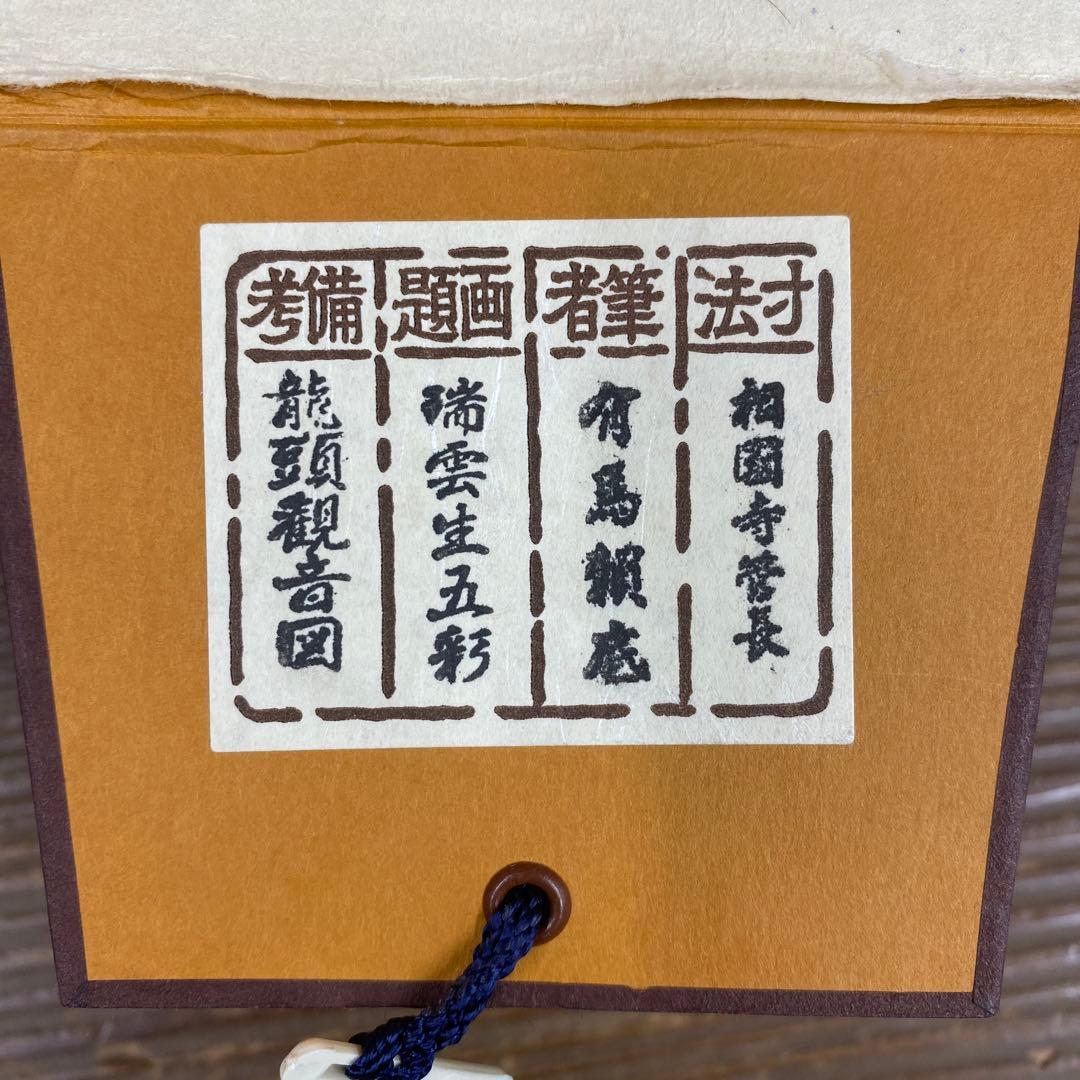 寸法
相國寺管長
筆者
有馬頼底
画題
瑞雲生五彩
備考
龍頭観音図